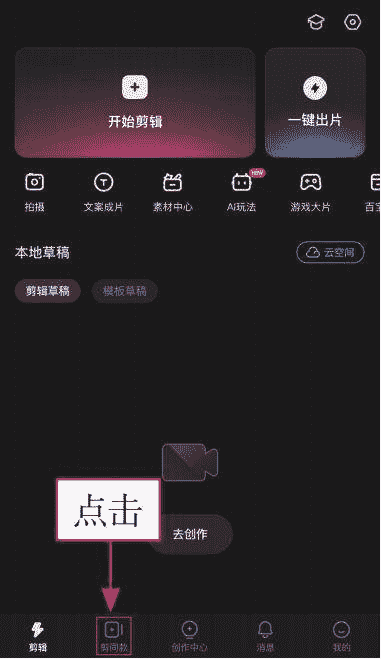 开始剪辑
一键出片
拍摄
文案成片
素材中心
AI玩法
NEW
游戏大片
百宝
本地草稿
云空间
剪辑草稿
模板草稿
点击
去创作
剪辑
剪同款
创作中心
消息
我的